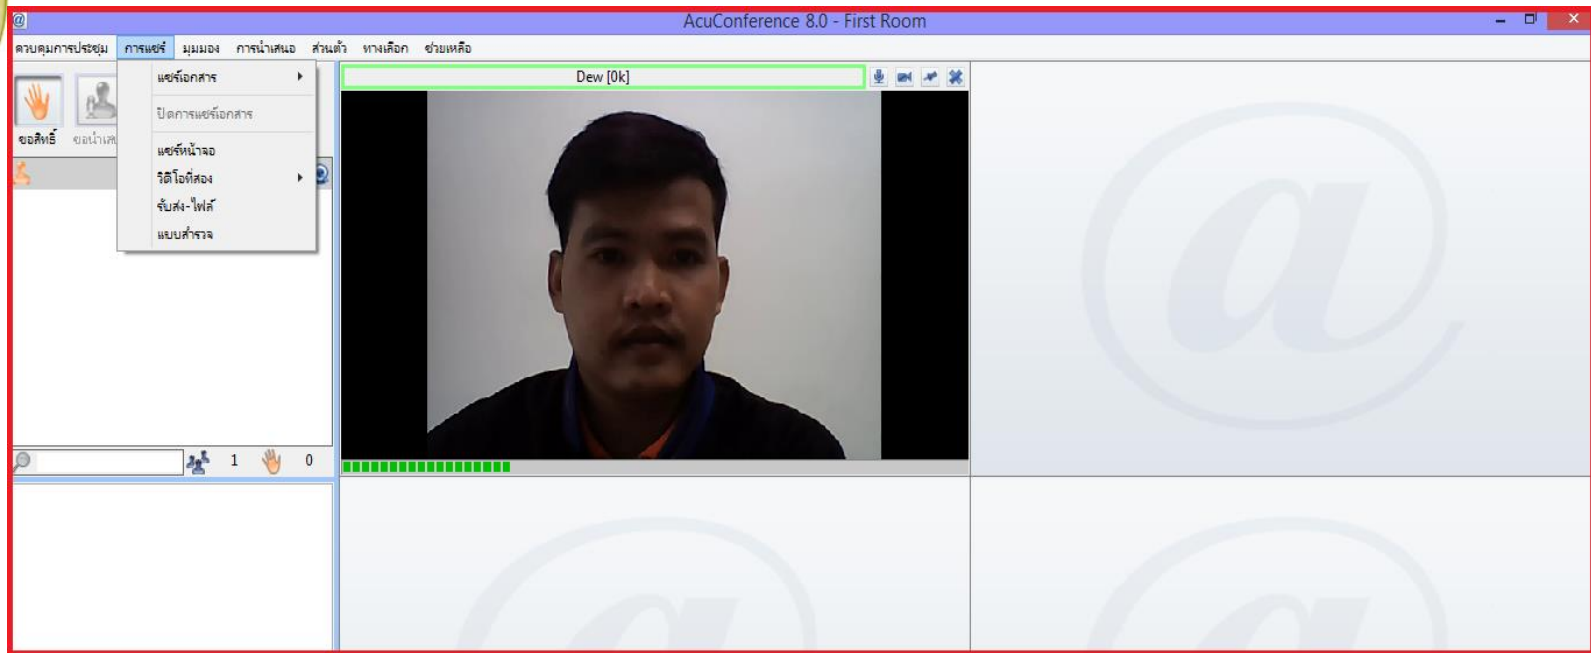 AcuConference 8.0 - First Room
ควบคุมการประชุม การแชร์ มุมมอง การนำเสนอ ส่วนตัว ทางเลือก ช่วยเหลือ
แชร์เอกสาร
ปิดการแชร์เอกสาร
แชร์หน้าจอ
วิดีโอที่สอง
รับส่ง-ไฟล์
แบบสำรวจ
ขอสิทธิ์ ขอนำเส
Dew [0k]
1 0